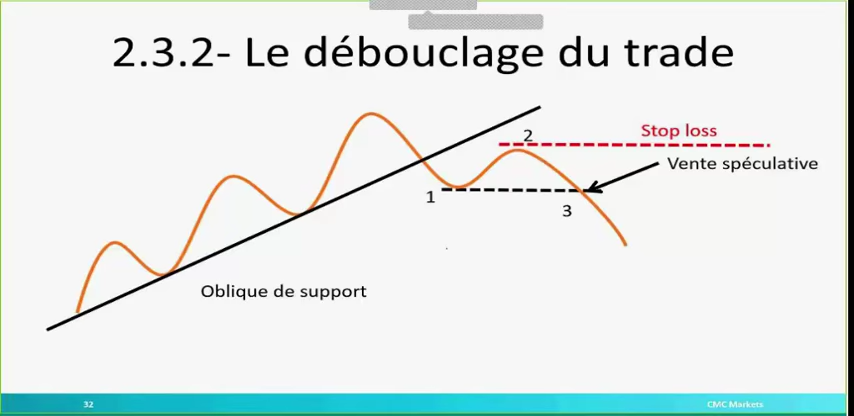 2.3.2- Le débouclage du trade
Stop loss
2
Vente spéculative
1
3
Oblique de support
32
CMC Markets